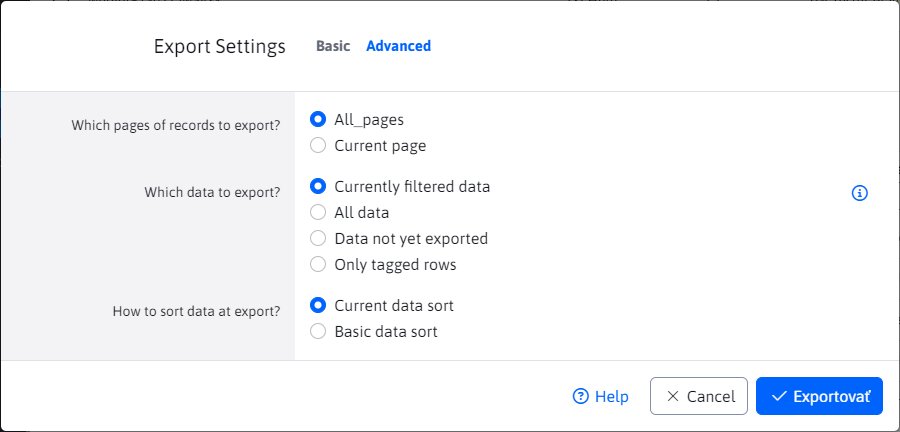 Export Settings Basic Advanced
Which pages of records to export?
All_pages
Current page
Which data to export?
Currently filtered data
All data
Data not yet exported
Only tagged rows
How to sort data at export?
Current data sort
Basic data sort
Help Cancel Exportovať